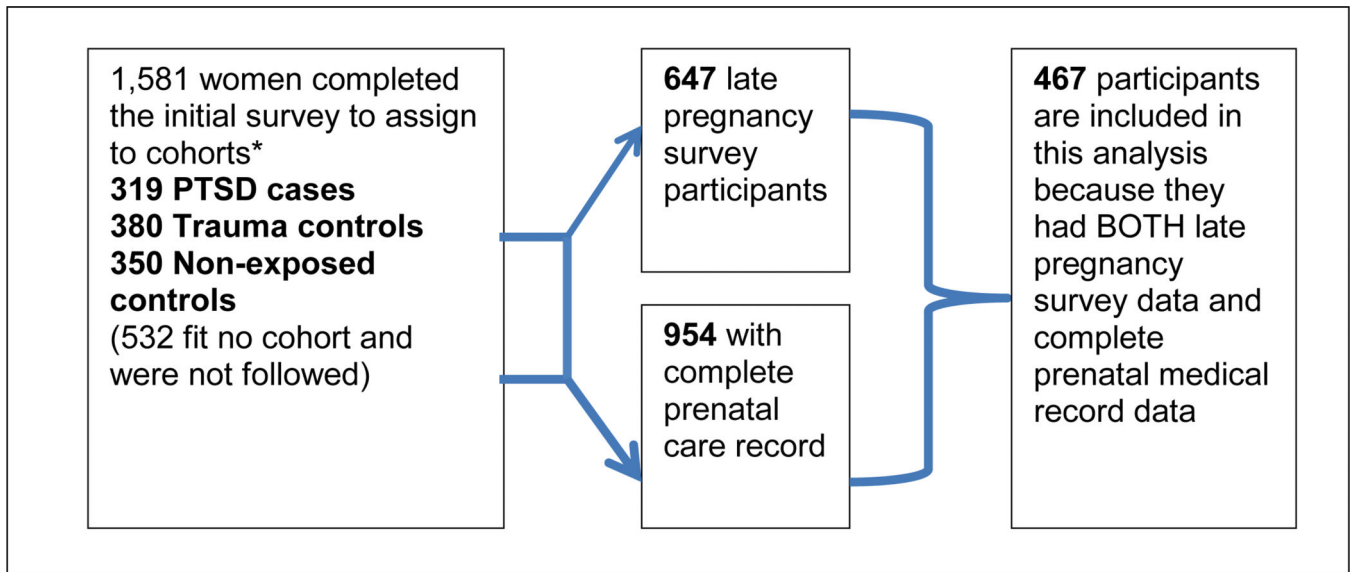 1,581 women completed
the initial survey to assign
to cohorts*
319 PTSD cases
380 Trauma controls
350 Non-exposed
controls
(532 fit no cohort and
were not followed)
647 late
pregnancy
survey
participants
954 with
complete
prenatal
care record
467 participants
are included in
this analysis
because they
had BOTH late
pregnancy
survey data and
complete
prenatal medical
record data